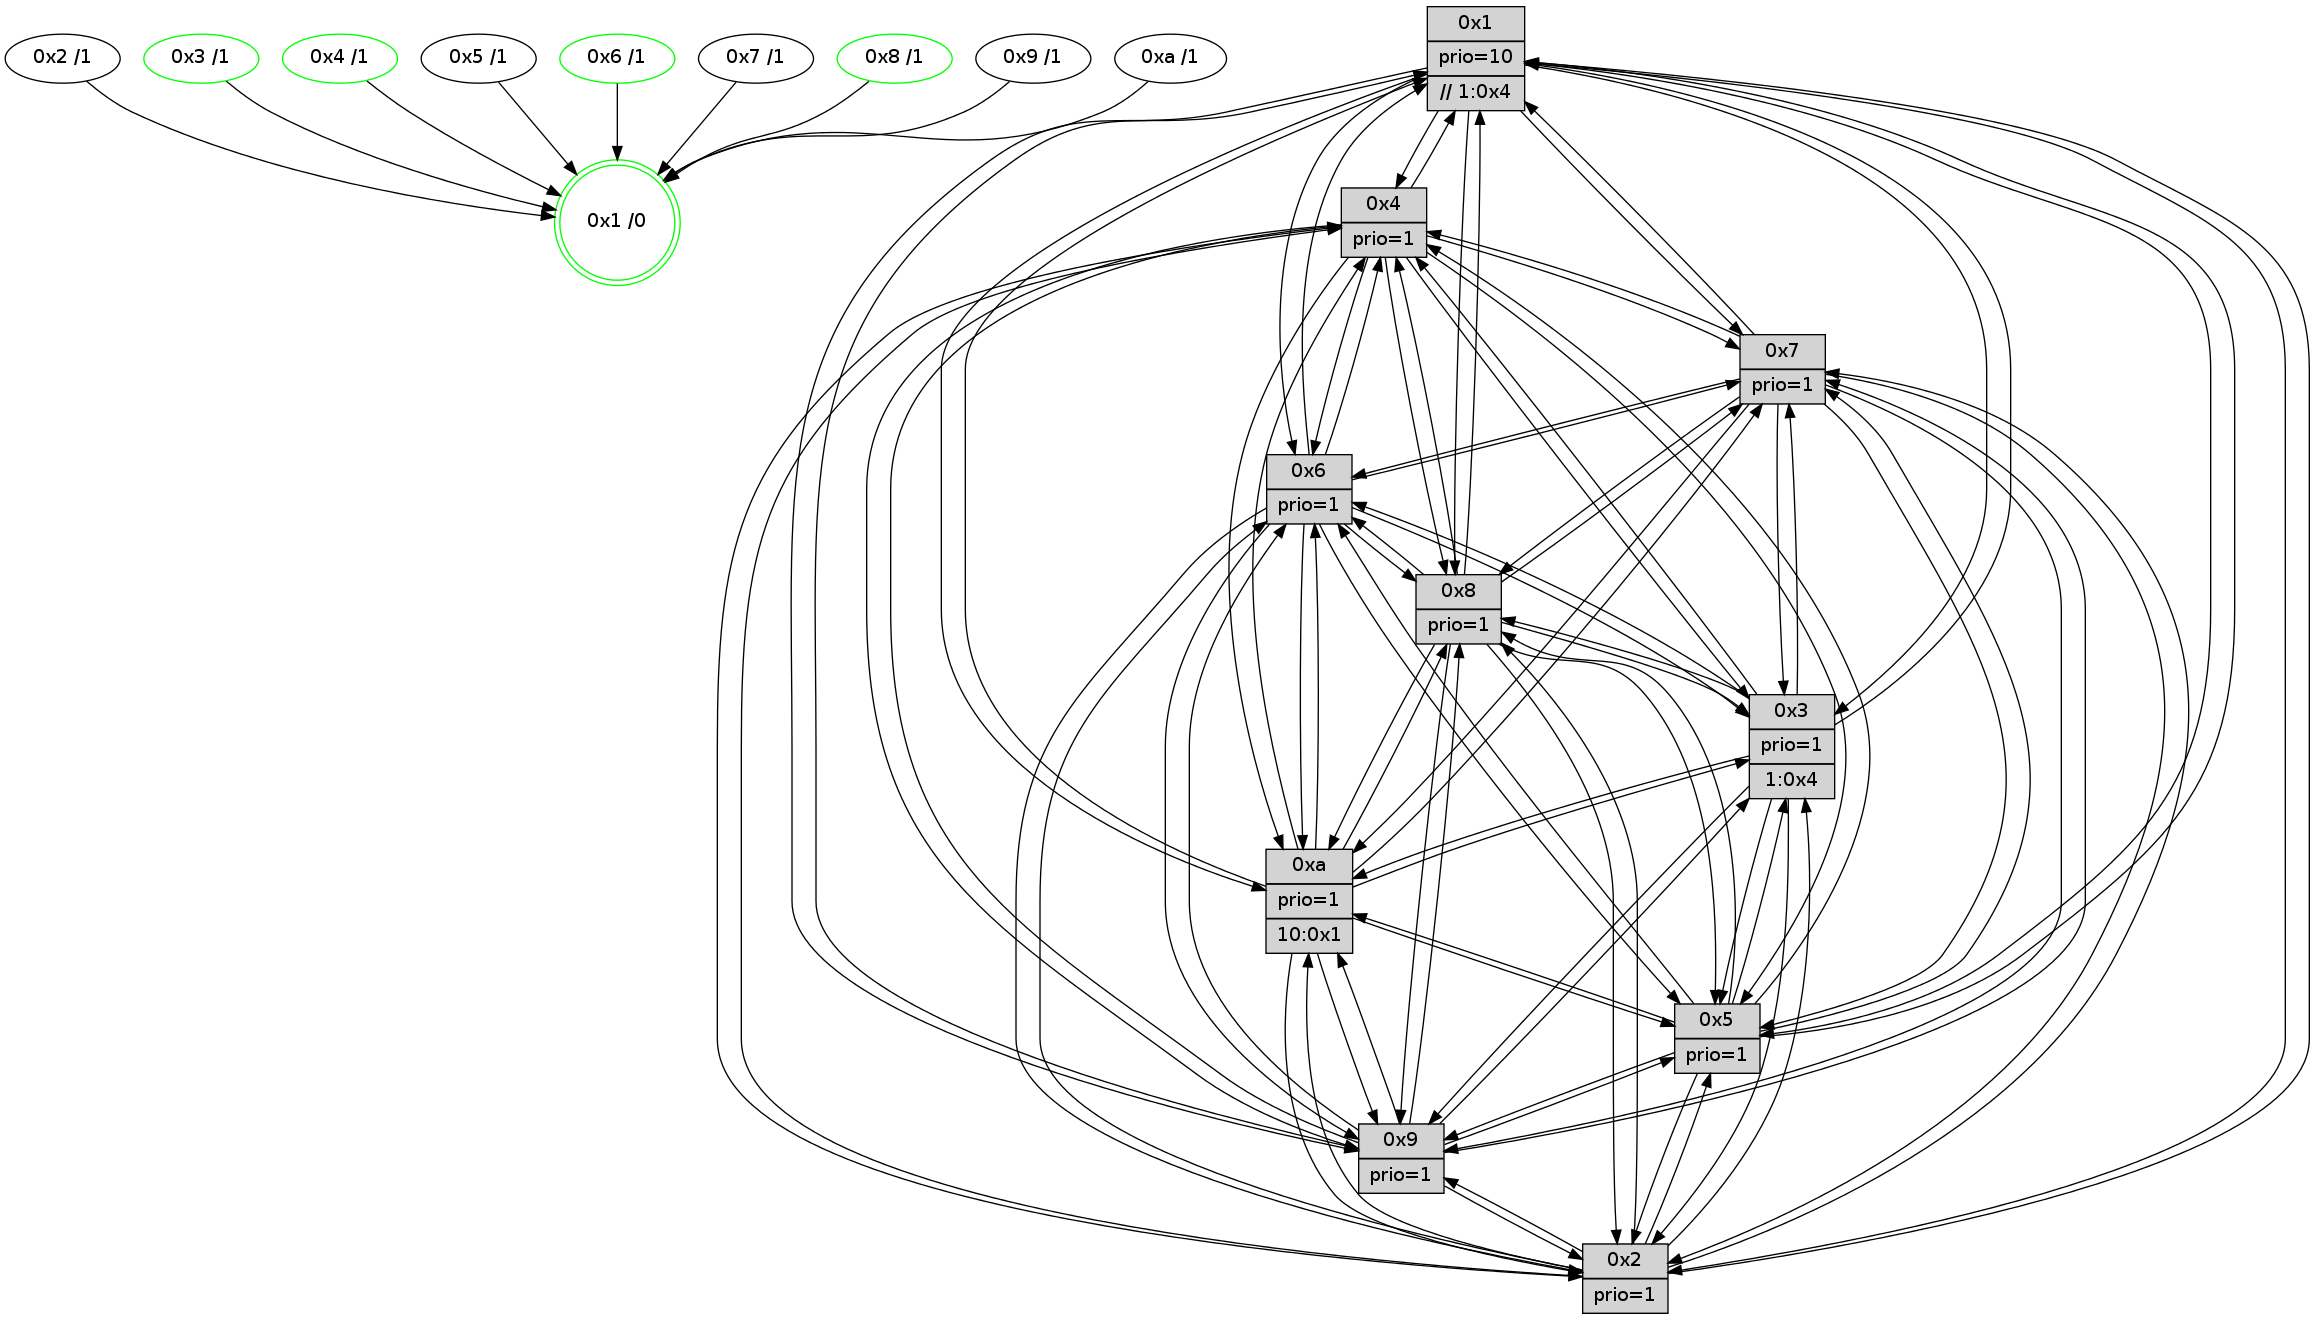 0x2 /1
0x3 /1
0x4 /1
0x5 /1
0x6 /1
0x7 /1
0x8 /1
0x9 /1
0xa /1
0x1 /0
0x1
prio=10
// 1:0x4
0x4
prio=1
0x7
prio=1
0x6
prio=1
0x8
prio=1
0x3
prio=1
1:0x4
0xa
prio=1
10:0x1
0x5
prio=1
0x9
prio=1
0x2
prio=1